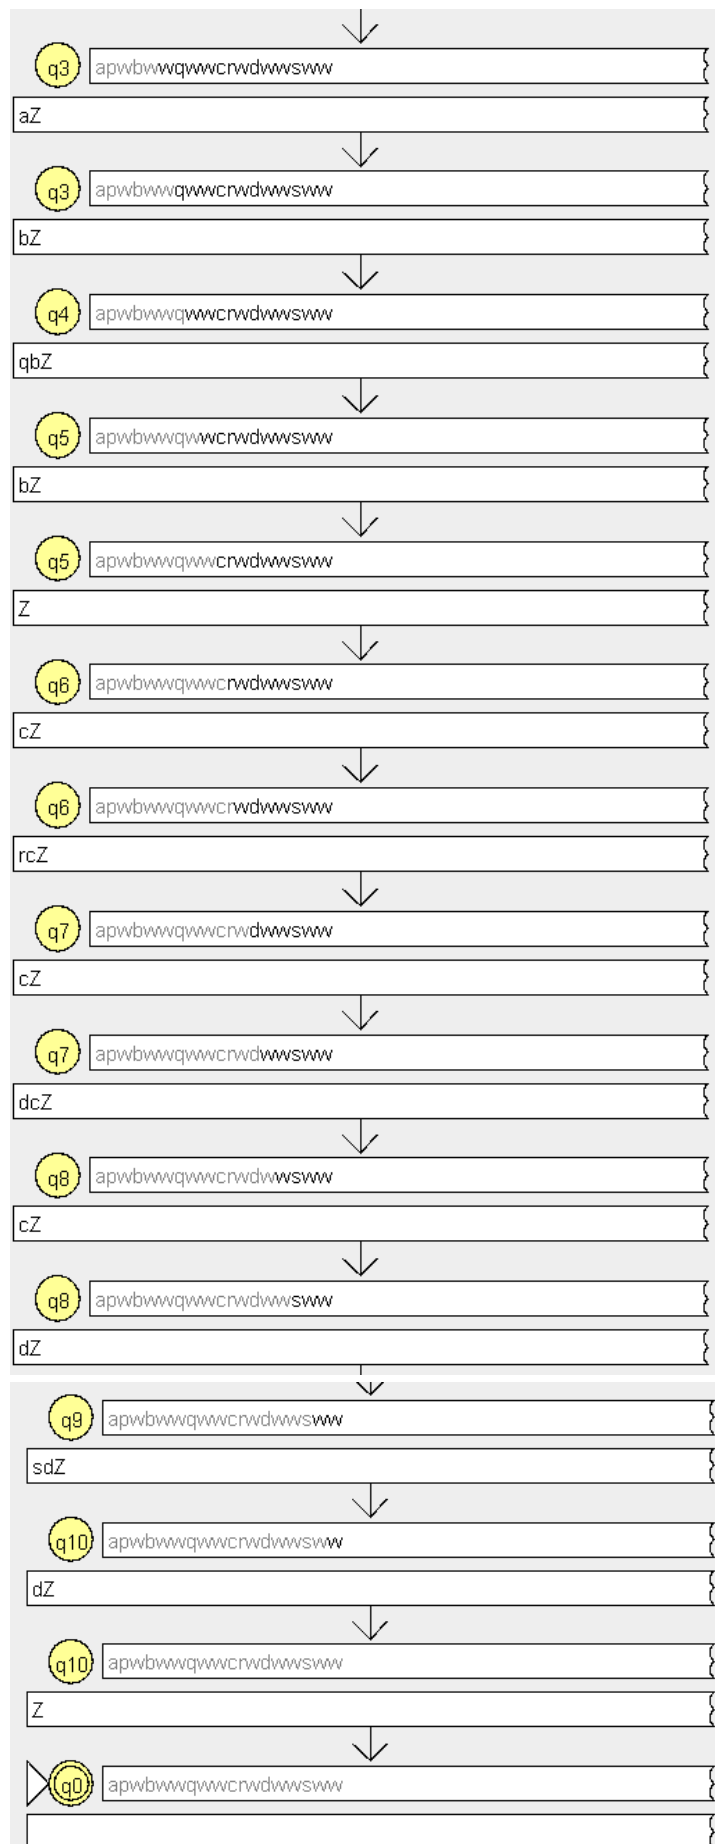 q3 apwbwwqwwcrwdwwsww
aZ
q3 apwbwwqwwcrwdwwsww
bZ
q4 apwbwwqwwcrwdwwsww
qbZ
q5 apwbwwqwwcrwdwwsww
bZ
q5 apwbwwqwwcrwdwwsww
Z
q6 apwbwwqwwcrwdwwsww
cZ
q6 apwbwwqwwcrwdwwsww
rcZ
q7 apwbwwqwwcrwdwwsww
cZ
q7 apwbwwqwwcrwdwwsww
dcZ
q8 apwbwwqwwcrwdwwsww
cZ
q8 apwbwwqwwcrwdwwsww
dZ
q9 apwbwwqwwcrwdwwsww
sdZ
q10 apwbwwqwwcrwdwwsww
dZ
q10 apwbwwqwwcrwdwwsww
Z
q0 apwbwwqwwcrwdwwsww